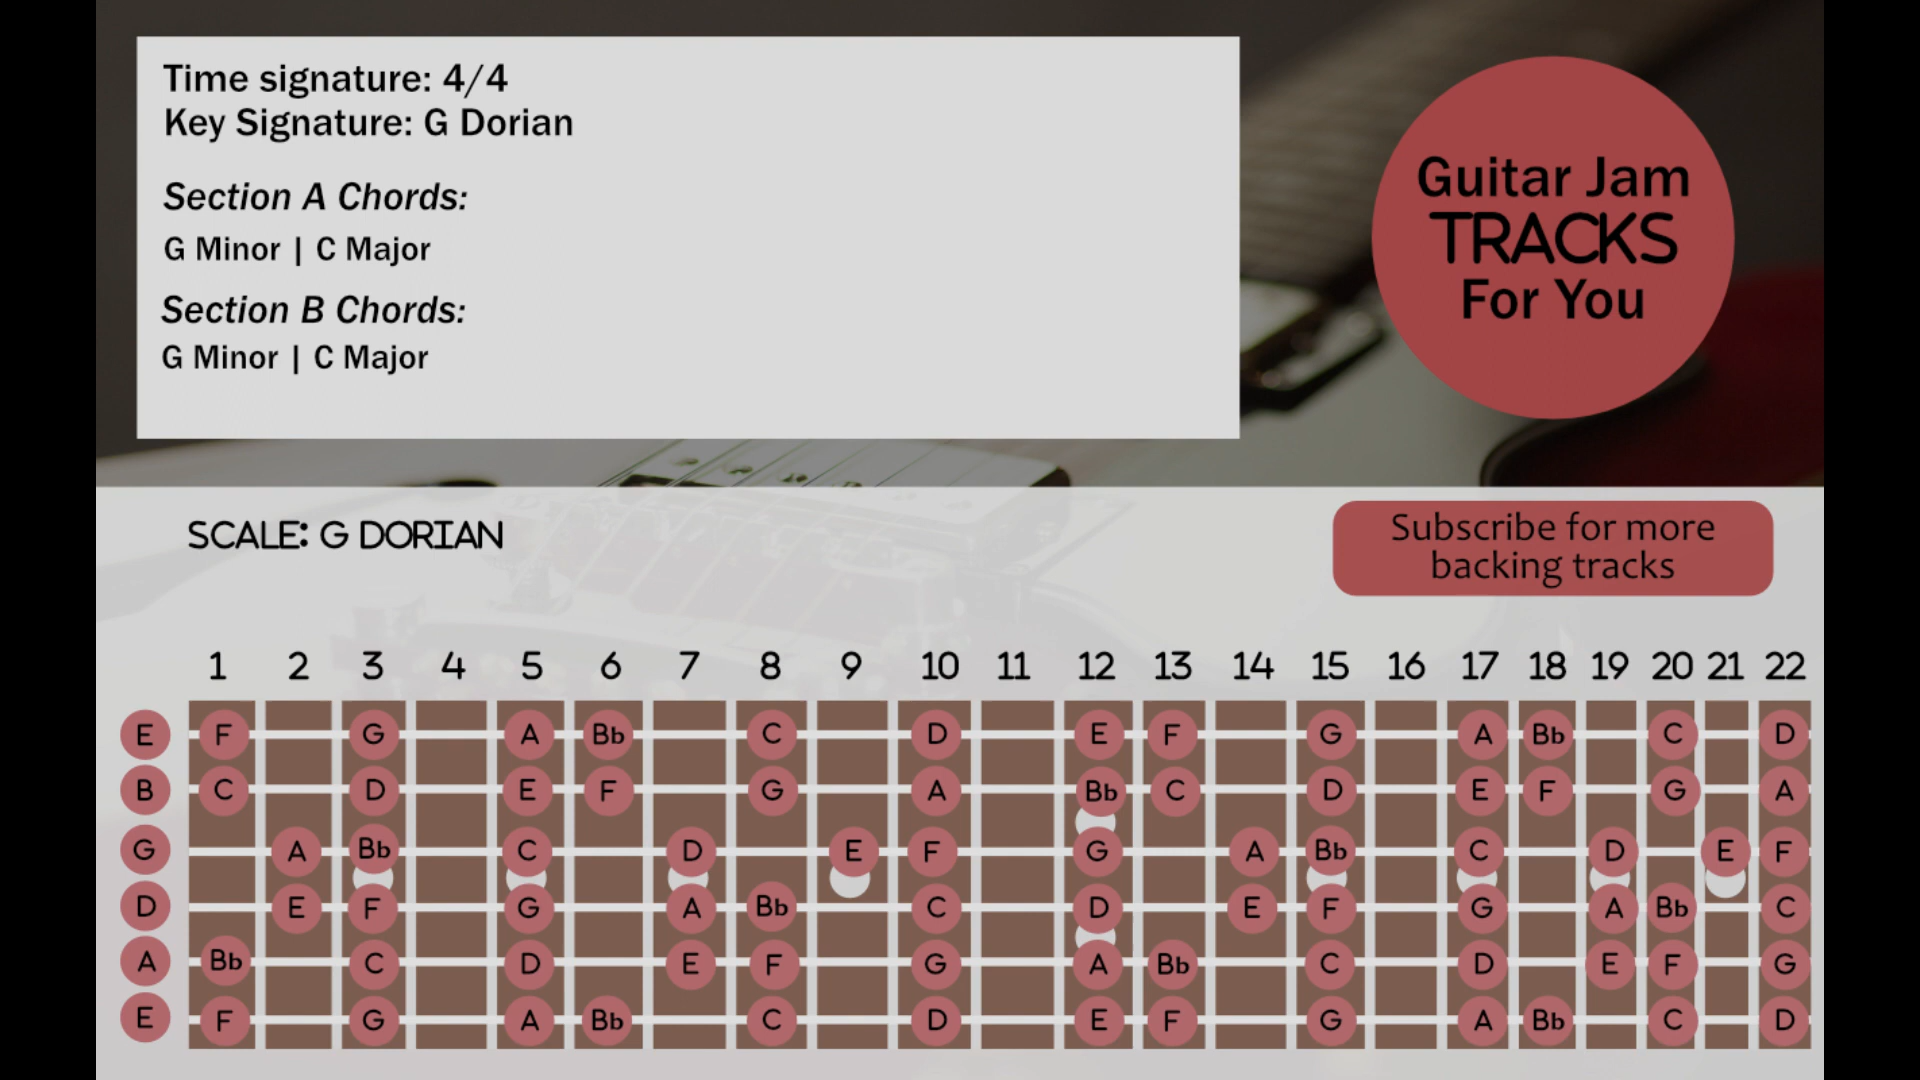 Time signature: 4/4
Key Signature: G Dorian
Section A Chords:
G Minor | C Major
Section B Chords:
G Minor | C Major
Guitar Jam
TRACKS
For You
SCALE: G DORIAN
Subscribe for more
backing tracks
1 2 3 4 5 6 7 8 9 10 11 12 13 14 15 16 17 18 19 20 21 22
E F G A Bb C D E F G A Bb C D
B C D E F G A Bb C D E F G A
G A Bb C D E F G A Bb C D E F
D E F G A Bb C D E F G A Bb C
A Bb C D E F G A Bb C D E F G
E F G A Bb C D E F G A Bb C D